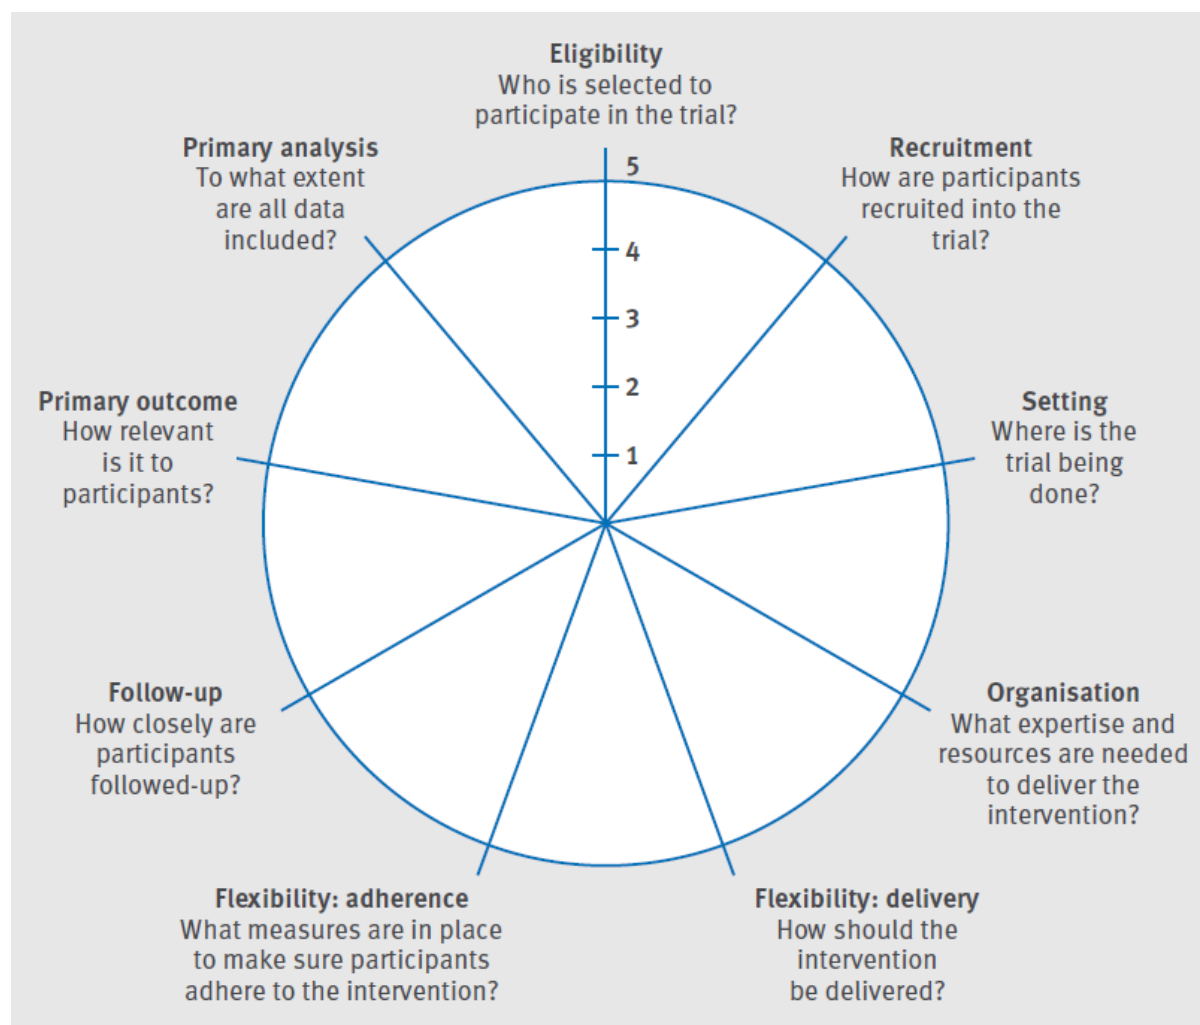 Eligibility
Who is selected to
participate in the trial?
Primary analysis
To what extent
are all data
included?
Recruitment
How are participants
recruited into the
trial?
5
4
3
2
1
Primary outcome
How relevant
is it to
participants?
Setting
Where is the
trial being
done?
Follow-up
How closely are
participants
followed-up?
Organisation
What expertise and
resources are needed
to deliver the
intervention?
Flexibility: adherence
What measures are in place
to make sure participants
adhere to the intervention?
Flexibility: delivery
How should the
intervention
be delivered?